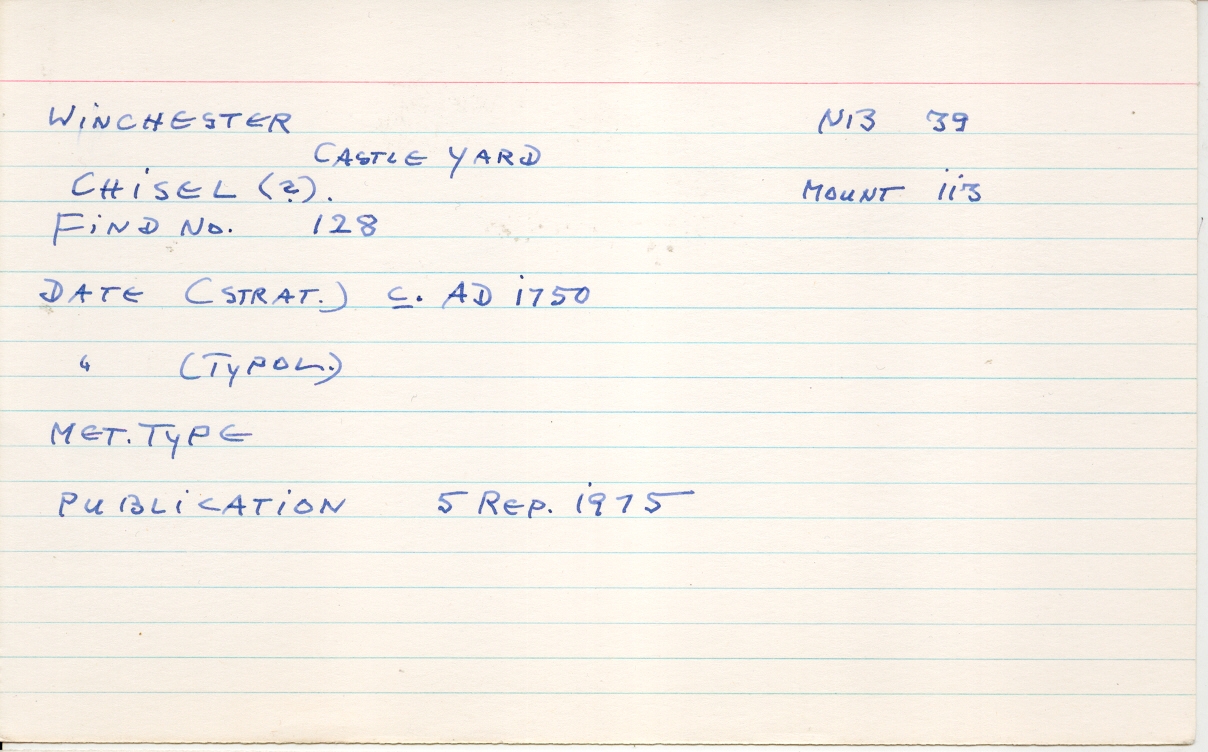 WINCHESTER NB 39
CASTLE YARD
CHISEL (?). MOUNT 113
FIND NO. 128
DATE (STRAT.) C. AD 1750
" (TYPOL.)
MET. TYPE
PUBLICATION 5 REP. 1975